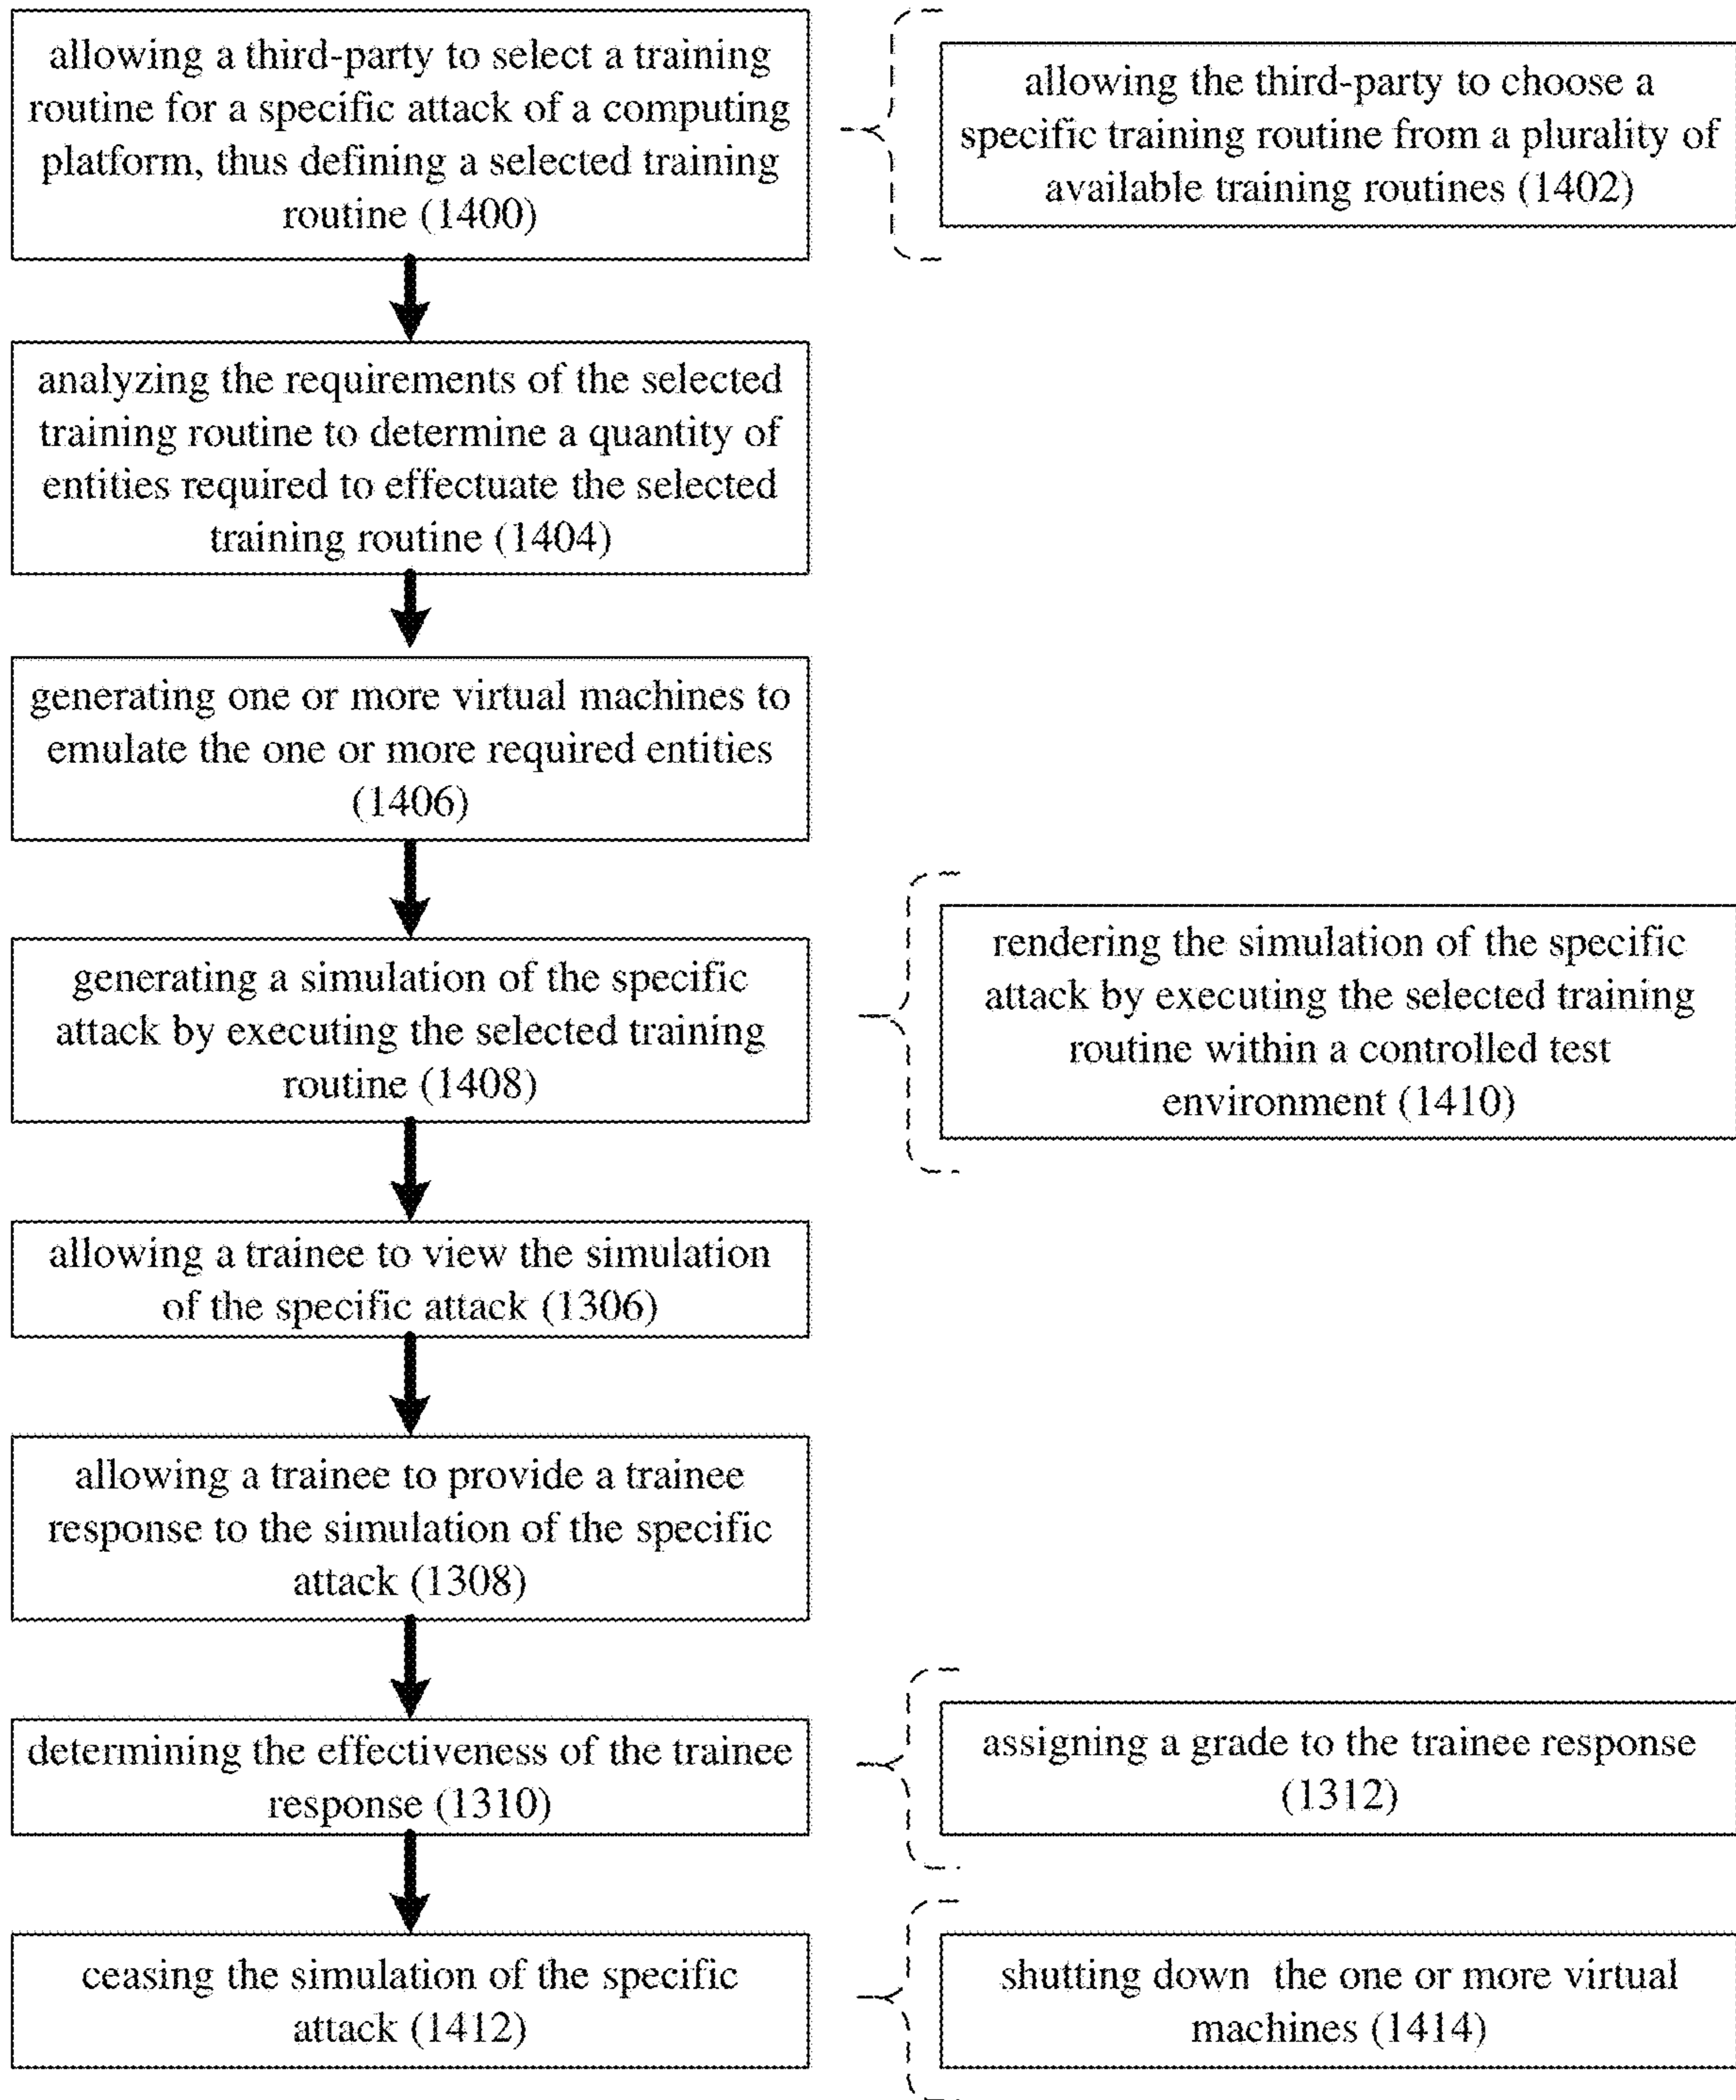 allowing a third-party to select a training
routine for a specific attack of a computing
platform, thus defining a selected training
routine (1400)
allowing the third-party to choose a
specific training routine from a plurality of
available training routines (1402)
analyzing the requirements of the selected
training routine to determine a quantity of
entities required to effectuate the selected
training routine (1404)
generating one or more virtual machines to
emulate the one or more required entities
(1406)
generating a simulation of the specific
attack by executing the selected training
routine (1408)
rendering the simulation of the specific
attack by executing the selected training
routine within a controlled test
environment (1410)
allowing a trainee to view the simulation
of the specific attack (1306)
allowing a trainee to provide a trainee
response to the simulation of the specific
attack (1308)
determining the effectiveness of the trainee
response (1310)
assigning a grade to the trainee response
(1312)
ceasing the simulation of the specific
attack (1412)
shutting down the one or more virtual
machines (1414)